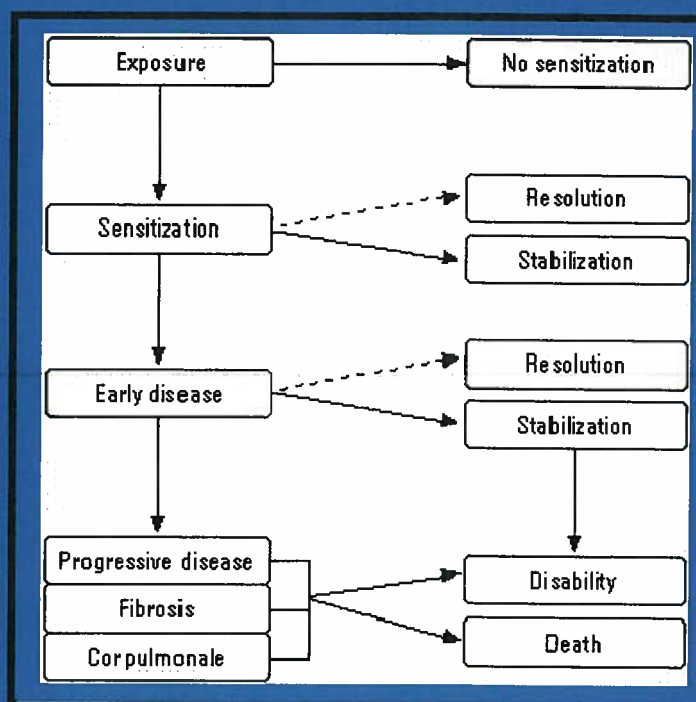 Exposure
No sensitization
Sensitization
Resolution
Stabilization
Early disease
Resolution
Stabilization
Progressive disease
Fibrosis
Cor pulmonale
Disability
Death